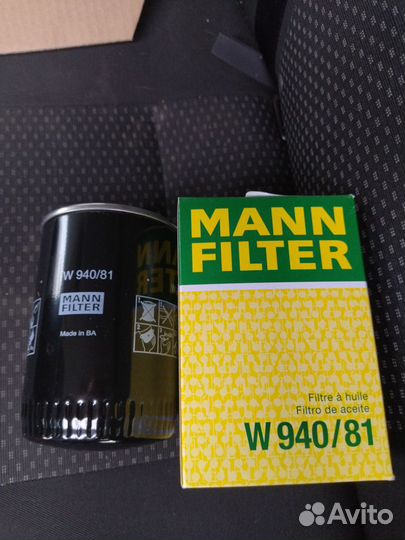 W 940/81
MANN
FILTER
Made in BA
MANN
FILTER
Filtre à huile
Filtro de aceite
W 940/81
Avito